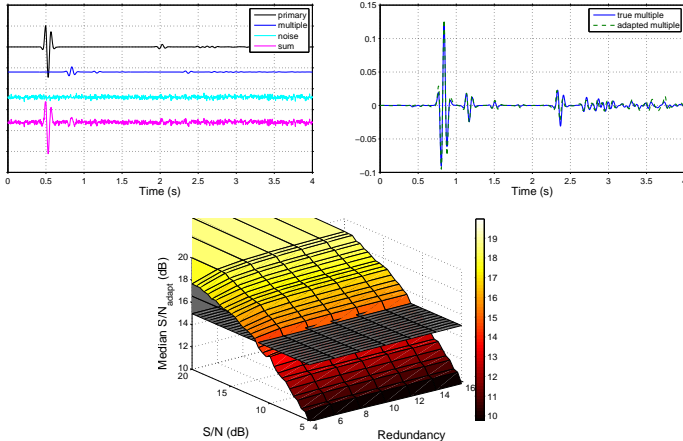 primary
multiple
noise
sum
0 0.5 1 1.5 2 2.5 3 3.5 4
Time (s)
0.15
0.1
0.05
0
−0.05
−0.1
true multiple
adapted multiple
0 0.5 1 1.5 2 2.5 3 3.5 4
Time (s)
Median S/N adapt (dB)
20
18
16
14
12
10
20
15
10
5
S/N (dB)
4 6 8 10 12 14 16
Redundancy
19
18
17
16
15
14
13
12
11
10